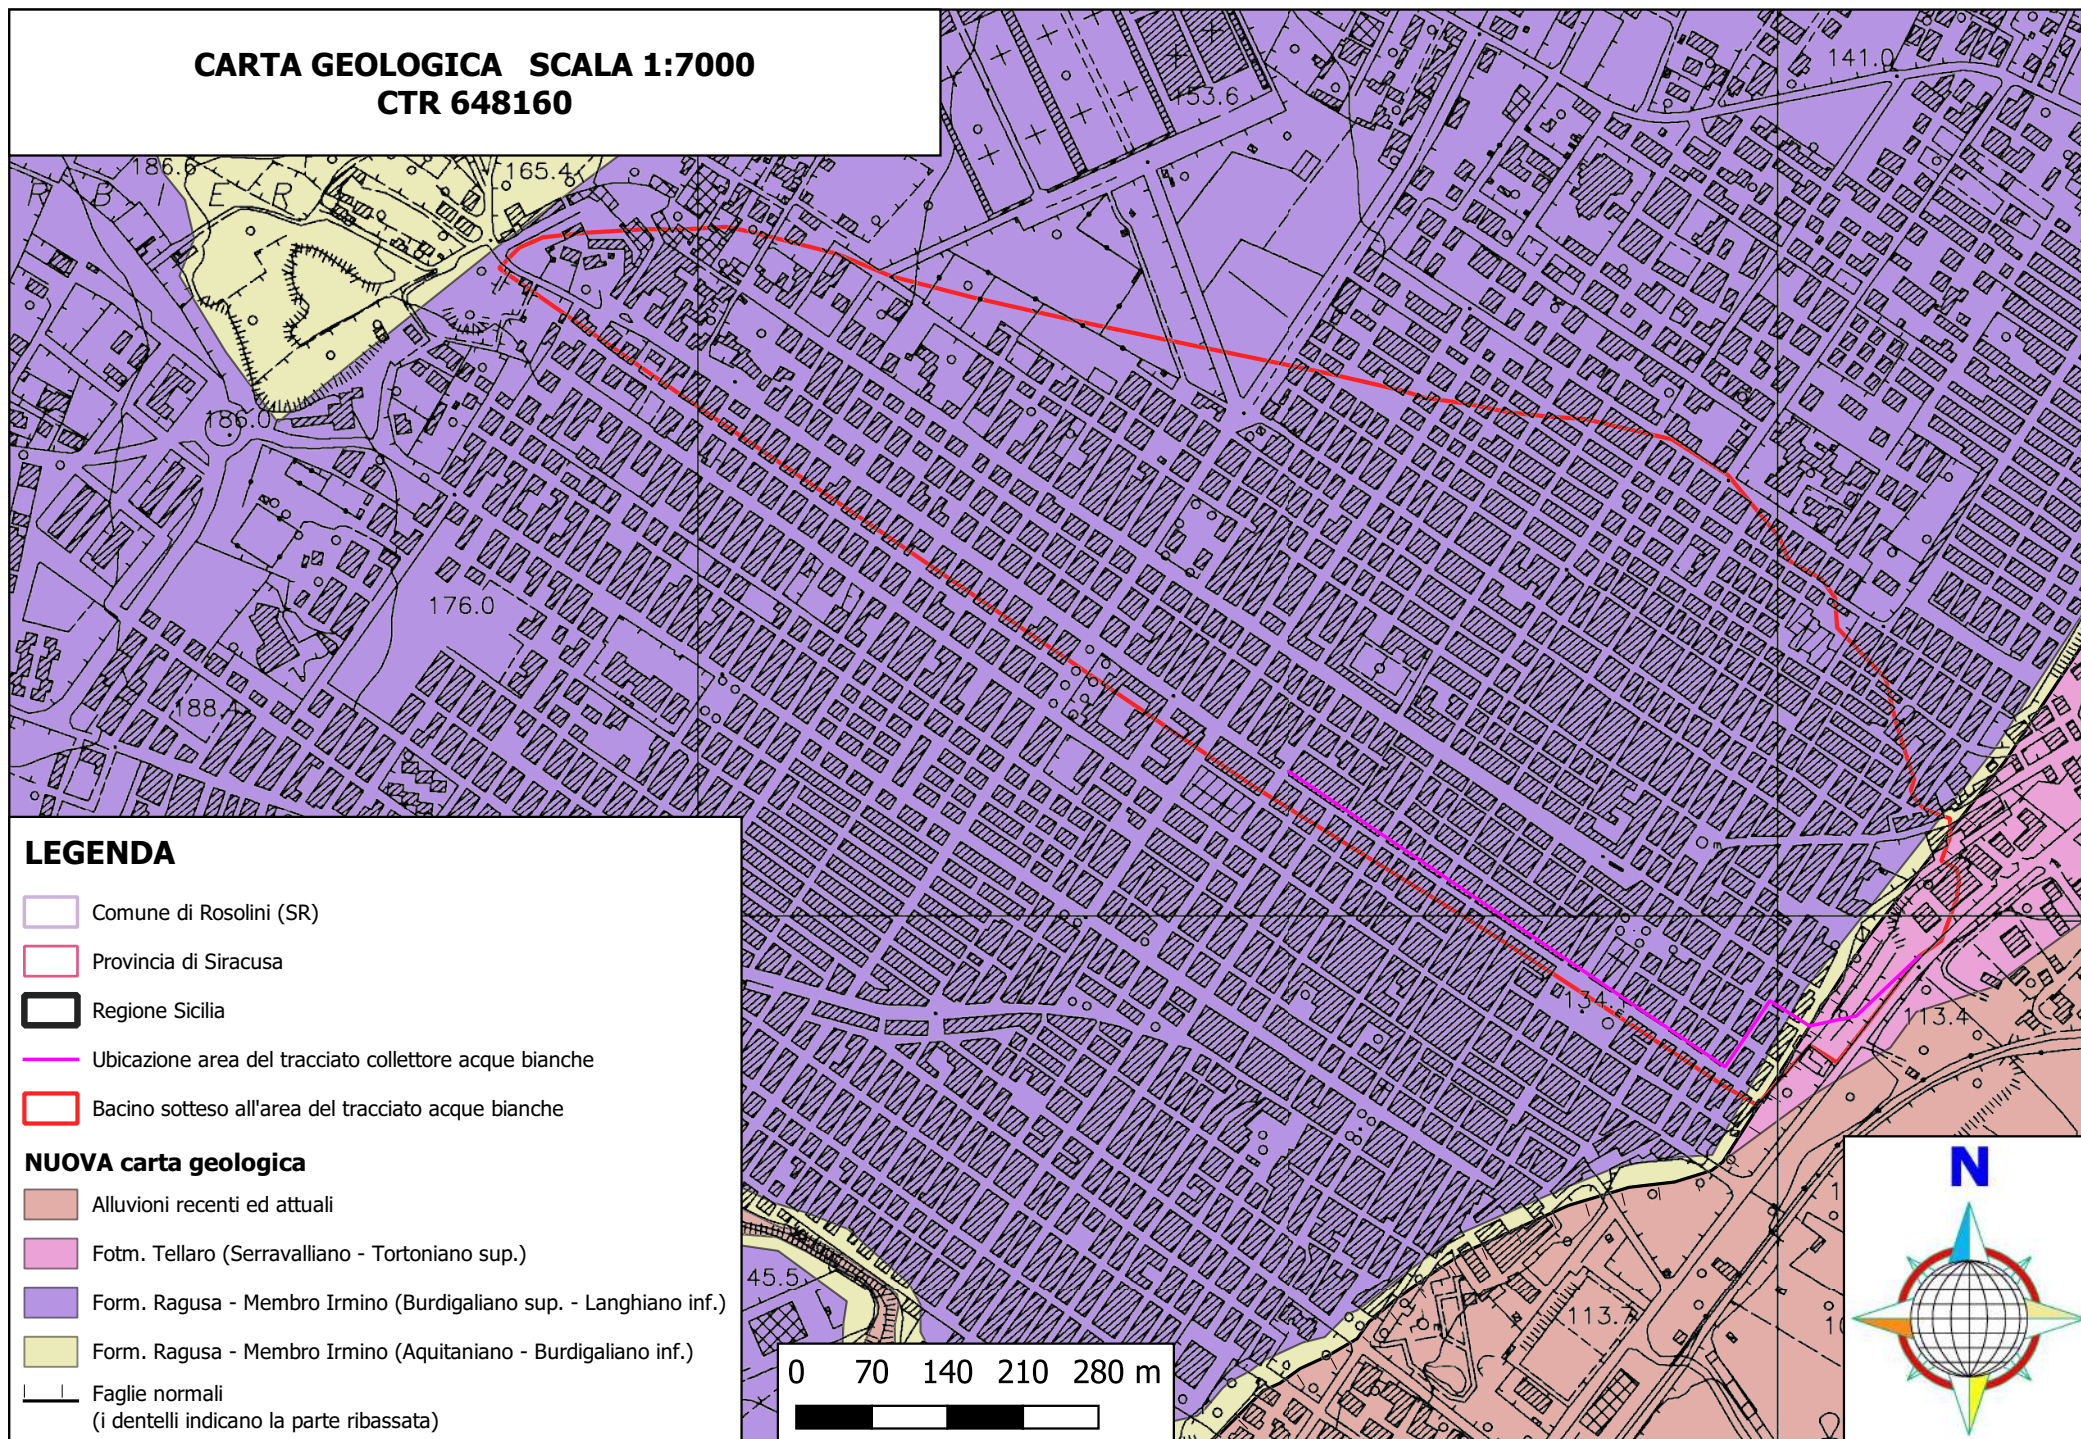 CARTA GEOLOGICA SCALA 1:7000
CTR 648160
141.0
153.6
186.6
165.4
R B I E R
186.0
176.0
188.4
134.1
113.4
45.5
113.7
LEGENDA
Comune di Rosolini (SR)
Provincia di Siracusa
Regione Sicilia
Ubicazione area del tracciato collettore acque bianche
Bacino sotteso all'area del tracciato acque bianche
NUOVA carta geologica
Alluvioni recenti ed attuali
Fotm. Tellaro (Serravalliano - Tortoniano sup.)
Form. Ragusa - Membro Irmino (Burdigaliano sup. - Langhiano inf.)
Form. Ragusa - Membro Irmino (Aquitaniano - Burdigaliano inf.)
Faglie normali
(i dentelli indicano la parte ribassata)
0 70 140 210 280 m
N